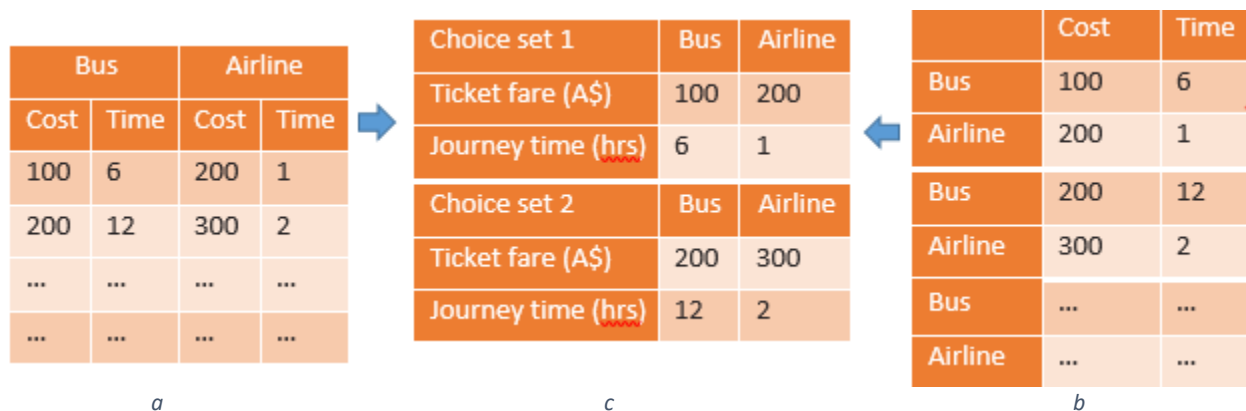 Bus Airline
Cost Time Cost Time
100 6 200 1
200 12 300 2
... ... ... ...
... ... ... ...
a
Choice set 1 Bus Airline
Ticket fare (A$) 100 200
Journey time (hrs) 6 1
Choice set 2 Bus Airline
Ticket fare (A$) 200 300
Journey time (hrs) 12 2
c
Cost Time
Bus 100 6
Airline 200 1
Bus 200 12
Airline 300 2
Bus ... ...
Airline ... ...
b